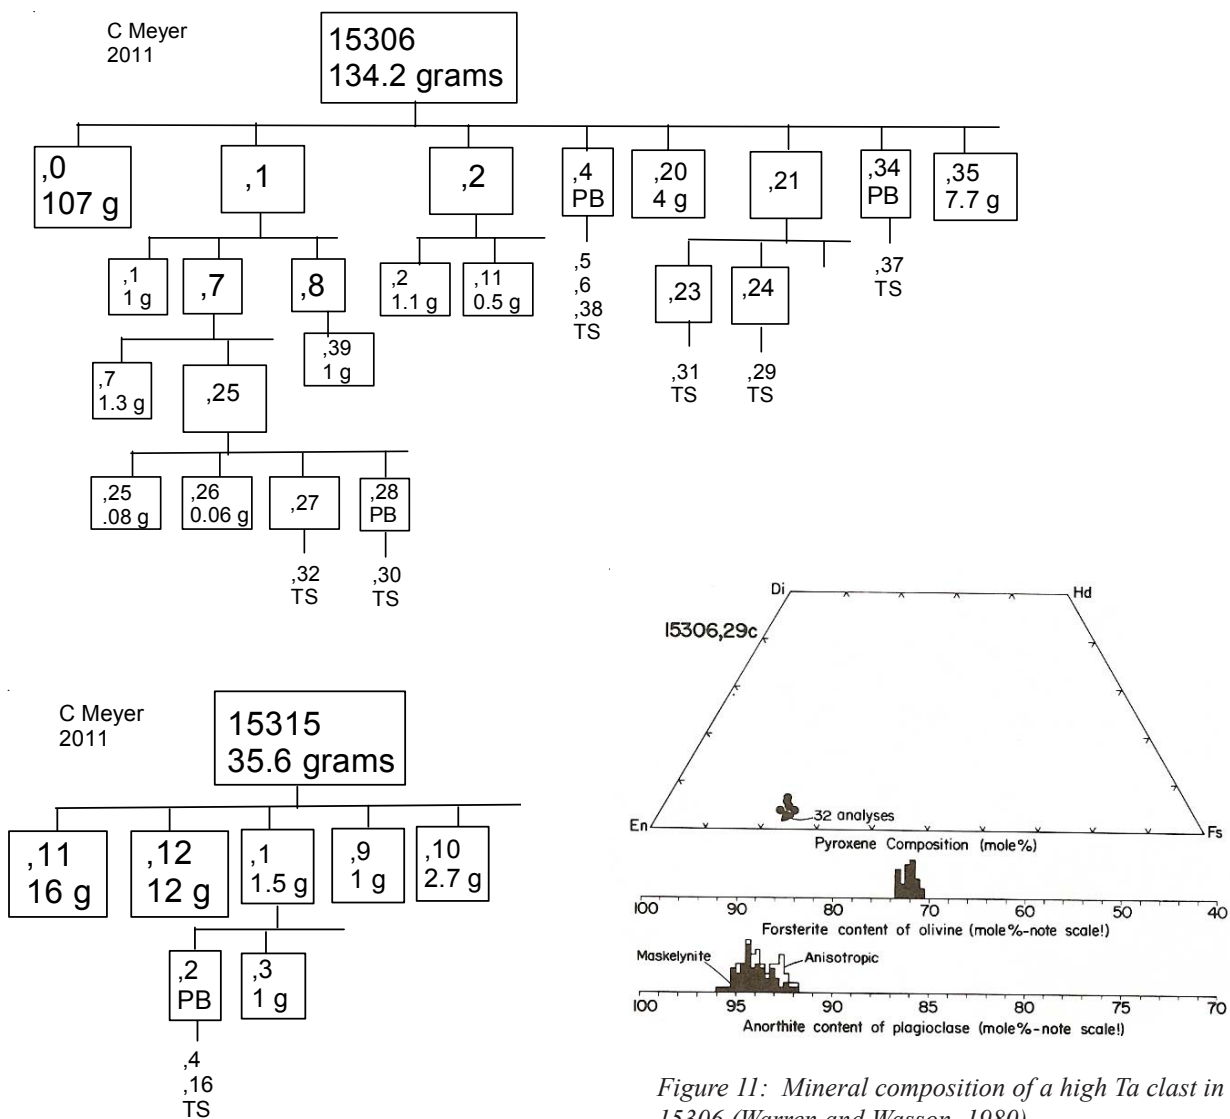 C Meyer
2011
15306
134.2 grams
,0
107 g
,1
,2
,4
PB
,20
4 g
,21
,34
PB
,35
7.7 g
,1
1 g
,7
,8
,2
1.1 g
,11
0.5 g
,5
,6
,38
TS
,23
,24
,37
TS
,39
1 g
,31
TS
,29
TS
,7
1.3 g
,25
,25
.08 g
,26
0.06 g
,27
,28
PB
,32
TS
,30
TS
C Meyer
2011
15315
35.6 grams
,11
16 g
,12
12 g
,1
1.5 g
,9
1 g
,10
2.7 g
,2
PB
,3
1 g
,4
,16
TS
Di
Hd
15306,29c
32 analyses
En
Fs
Pyroxene Composition (mole%)
100 90 80 70 60 50 40
Forsterite content of olivine (mole%-note scale!)
Maskelynite
Anisotropic
100 95 90 85 80 75 70
Anorthite content of plagioclase (mole%-note scale!)
Figure 11: Mineral composition of a high Ta clast in
15306 (Warren and Wasson, 1980)